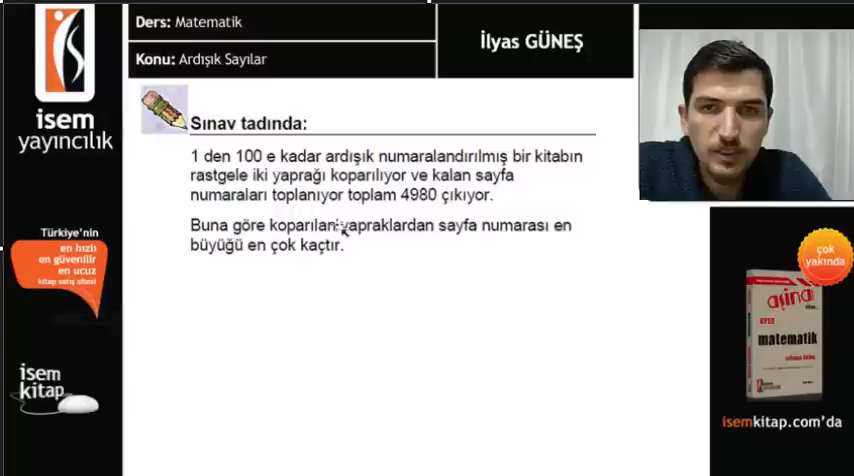 Ders: Matematik
Konu: Ardışık Sayılar
İlyas GÜNEŞ
isem
yayıncılık
Sınav tadında:
1 den 100 e kadar ardışık numaralandırılmış bir kitabın
rastgele iki yaprağı koparılıyor ve kalan sayfa
numaraları toplanıyor toplam 4980 çıkıyor.
Buna göre koparılan yapraklardan sayfa numarası en
büyüğü en çok kaçtır.
Türkiye'nin
en hızlı
en güvenilir
en ucuz
kitap satış sitesi
isem
kitap
çok
yakında
aşina
KPSS
matematik
isemkitap.com'da